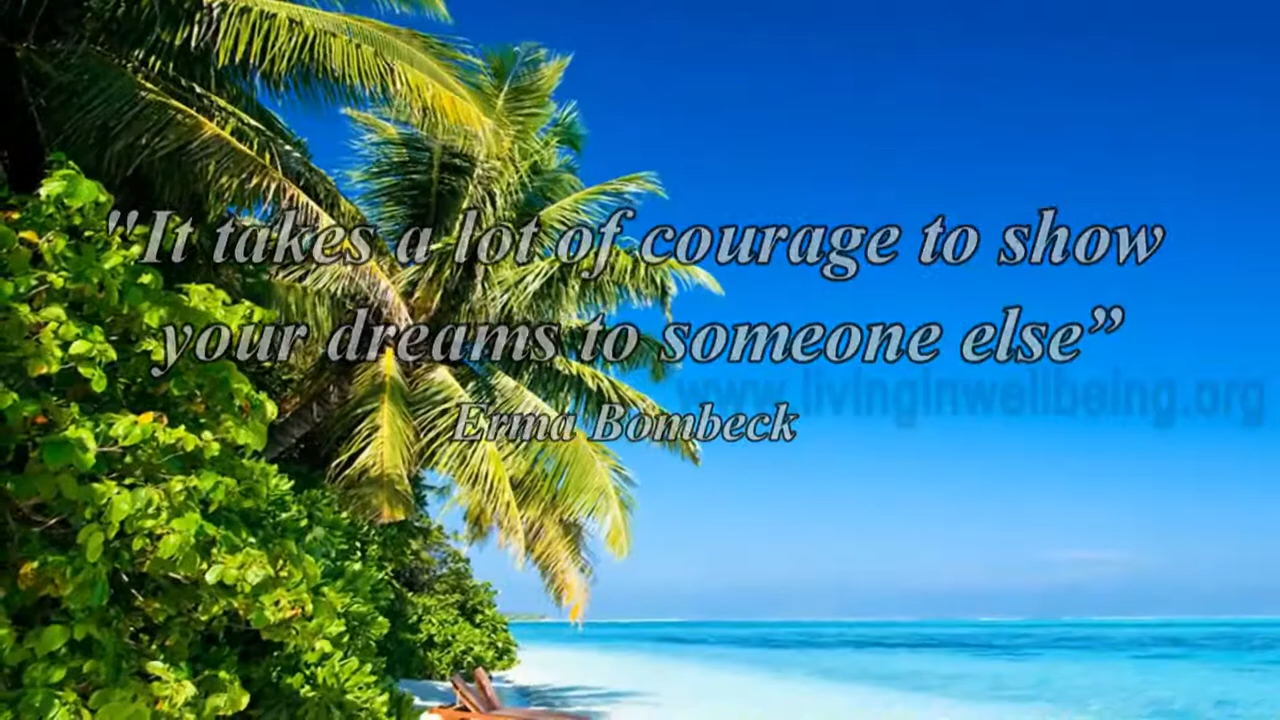 "It takes a lot of courage to show
your dreams to someone else”
www.livinginwellbeing.org
Erma Bombeck